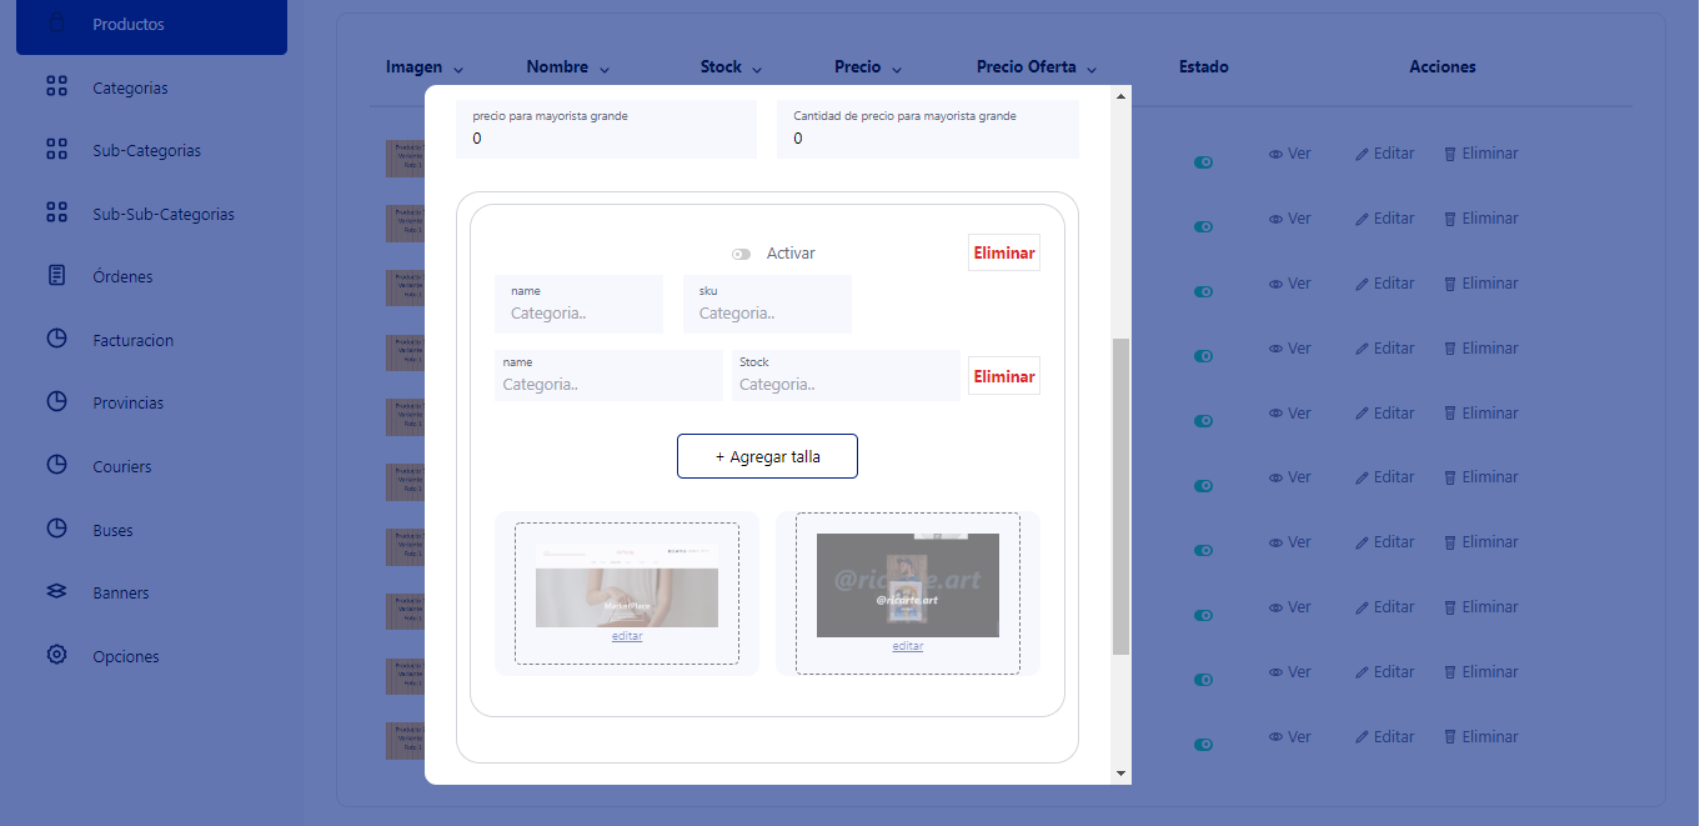 Productos
Categorias
Sub-Categorias
Sub-Sub-Categorias
Órdenes
Facturacion
Provincias
Couriers
Buses
Banners
Opciones
Imagen Nombre Stock Precio Precio Oferta Estado Acciones
precio para mayorista grande
0
Cantidad de precio para mayorista grande
0
Activar
Eliminar
name
Categoria..
sku
Categoria..
name
Categoria..
Stock
Categoria..
Eliminar
+ Agregar talla
MarketPlace
editar
@ricarte.art
@ricarte.art
editar
Ver Editar Eliminar
Ver Editar Eliminar
Ver Editar Eliminar
Ver Editar Eliminar
Ver Editar Eliminar
Ver Editar Eliminar
Ver Editar Eliminar
Ver Editar Eliminar
Ver Editar Eliminar
Ver Editar Eliminar